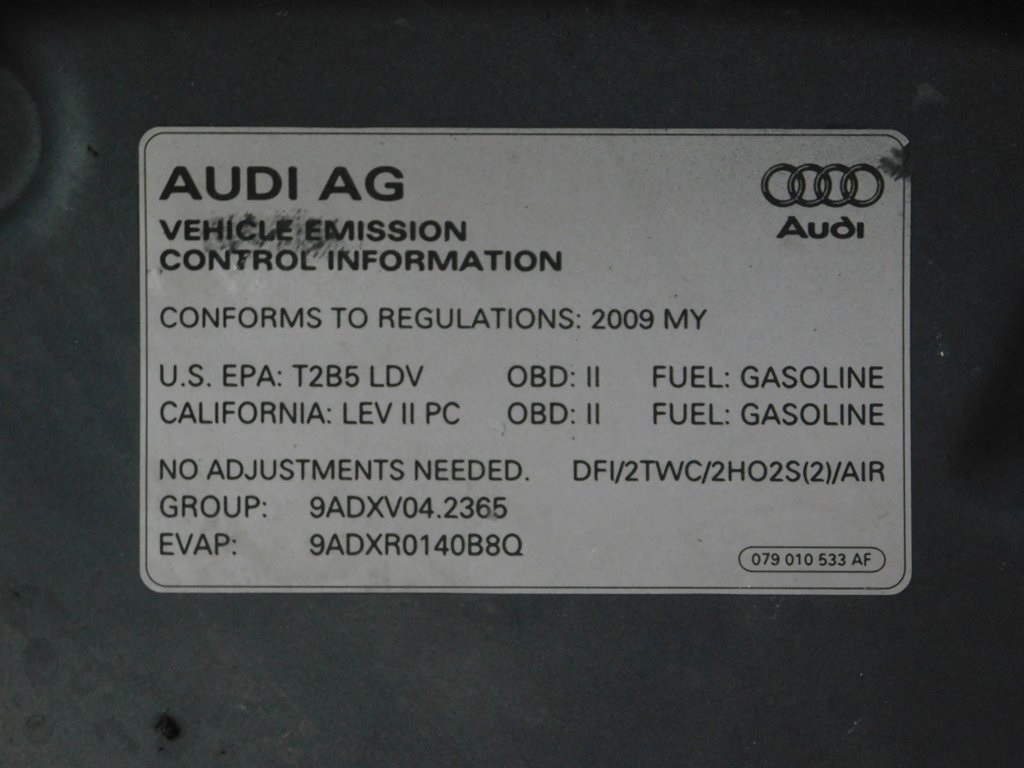 AUDI AG
Audi
VEHICLE EMISSION
CONTROL INFORMATION
CONFORMS TO REGULATIONS: 2009 MY
U.S. EPA: T2B5 LDV OBD: II FUEL: GASOLINE
CALIFORNIA: LEV II PC OBD: II FUEL: GASOLINE
NO ADJUSTMENTS NEEDED. DFI/2TWC/2HO2S(2)/AIR
GROUP: 9ADXV04.2365
EVAP: 9ADXR0140B8Q
079 010 533 AF